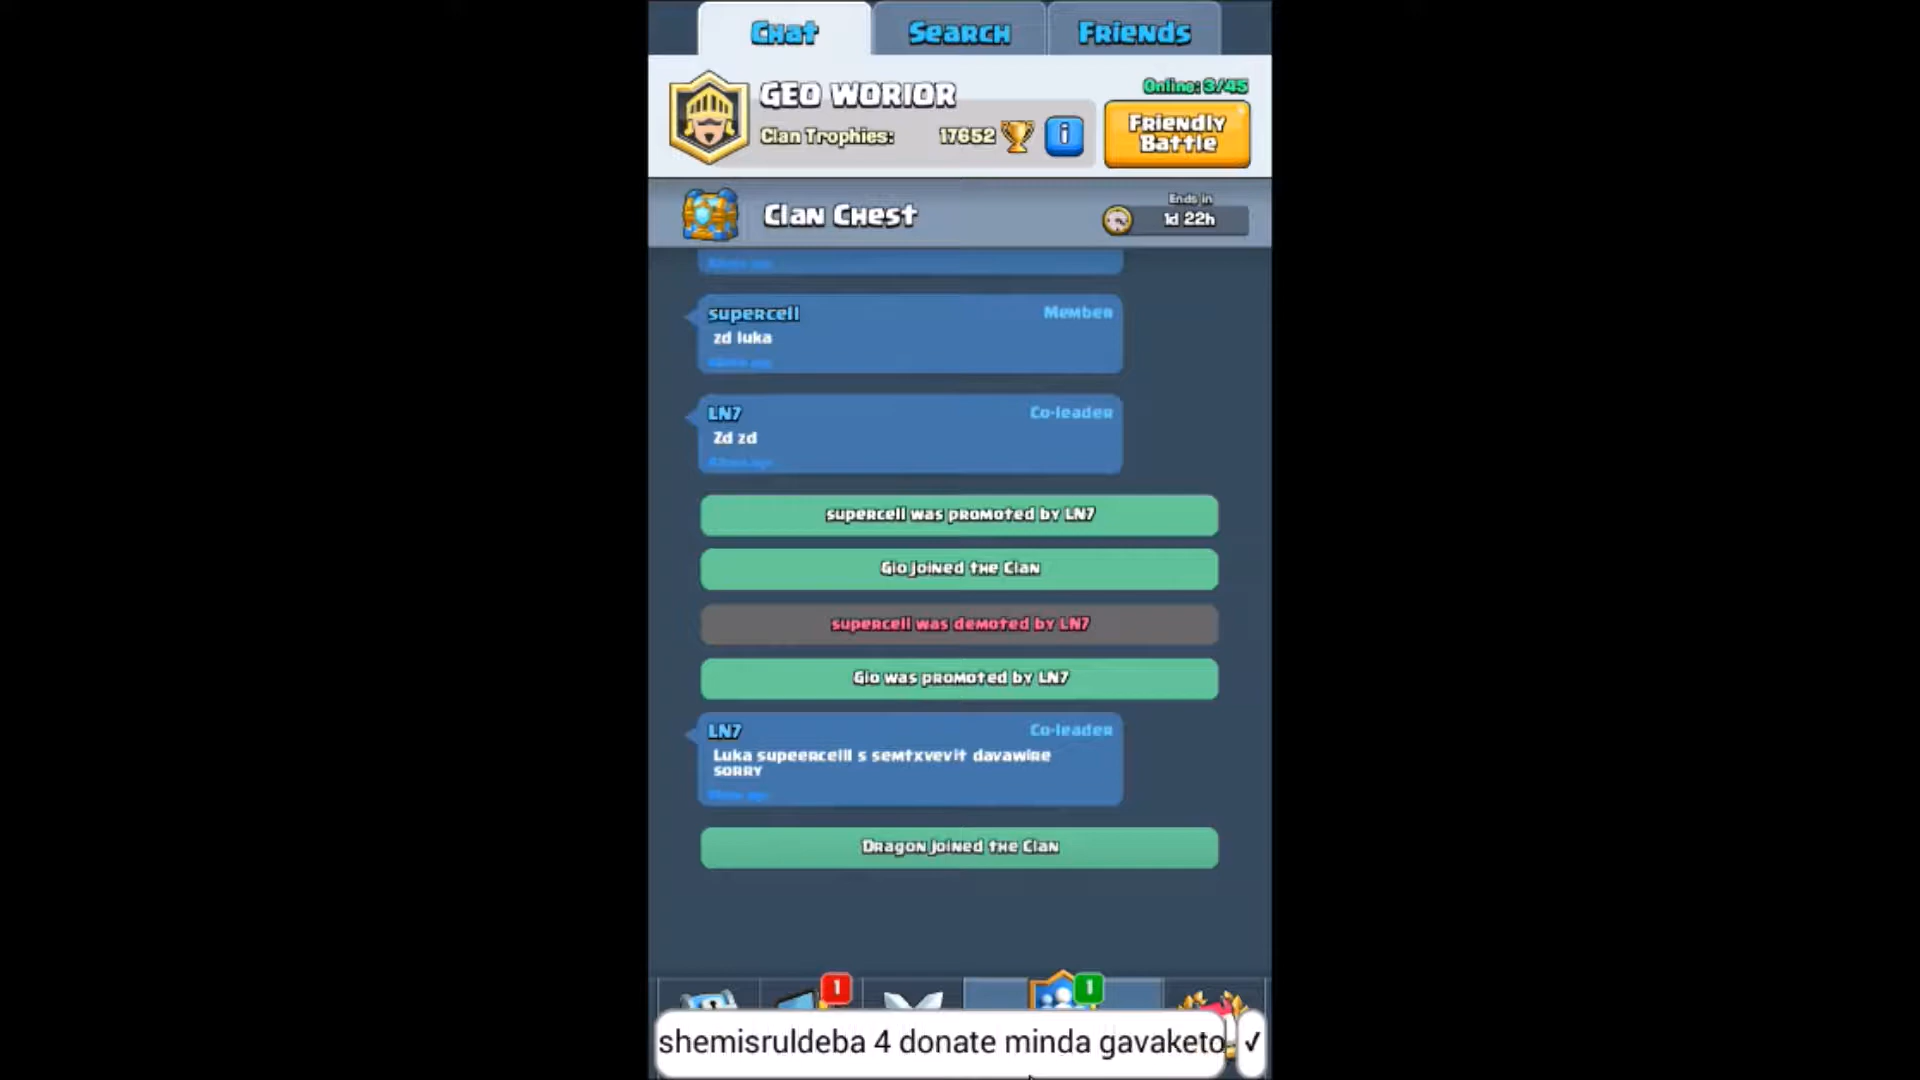 Chat
Search
Friends
GEO WORIOR
Online: 3/45
Clan Trophies:
17652
Friendly
Battle
Clan Chest
Ends in
1d 22h
supercell
Member
zd luka
LN7
Co-leader
Zd zd
supercell was promoted by LN7
Gio joined the Clan
supercell was demoted by LN7
Gio was promoted by LN7
LN7
Co-leader
Luka supeercelll s semtxvevit davawire
sorry
Dragon joined the Clan
1
1
shemisruldeba 4 donate minda gavaketo